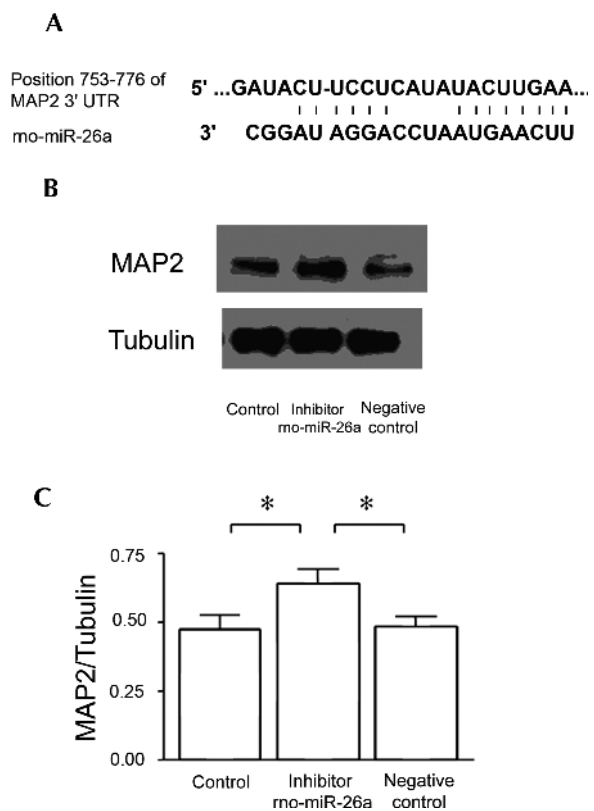 A
Position 753-776 of
MAP2 3' UTR
5' ...GAUACU-UCCUCAUAUACUUGAA...
rno-miR-26a
3' CGGAUAGGACCUAAUGAACUU
B
MAP2
Tubulin
Control
Inhibitor
rno-miR-26a
Negative
control
C
* *
MAP2/Tubulin
0.75
0.50
0.25
0.00
Control
Inhibitor
rno-miR-26a
Negative
control